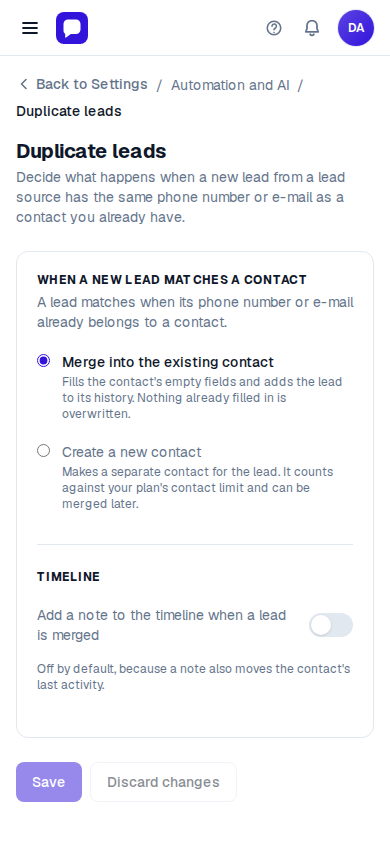 DA
Back to Settings / Automation and AI /
Duplicate leads
Duplicate leads
Decide what happens when a new lead from a lead
source has the same phone number or e-mail as a
contact you already have.
WHEN A NEW LEAD MATCHES A CONTACT
A lead matches when its phone number or e-mail
already belongs to a contact.
Merge into the existing contact
Fills the contact's empty fields and adds the lead
to its history. Nothing already filled in is
overwritten.
Create a new contact
Makes a separate contact for the lead. It counts
against your plan's contact limit and can be
merged later.
TIMELINE
Add a note to the timeline when a lead
is merged
Off by default, because a note also moves the contact's
last activity.
Save
Discard changes